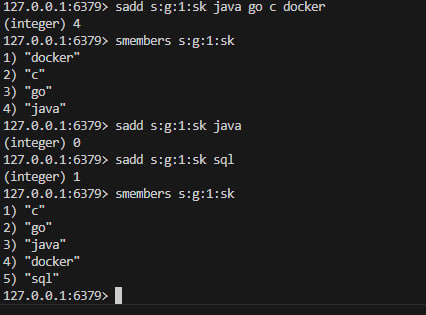 127.0.0.1:6379> sadd s:g:1:sk java go c docker
(integer) 4
127.0.0.1:6379> smembers s:g:1:sk
1) "docker"
2) "c"
3) "go"
4) "java"
127.0.0.1:6379> sadd s:g:1:sk java
(integer) 0
127.0.0.1:6379> sadd s:g:1:sk sql
(integer) 1
127.0.0.1:6379> smembers s:g:1:sk
1) "c"
2) "go"
3) "java"
4) "docker"
5) "sql"
127.0.0.1:6379>